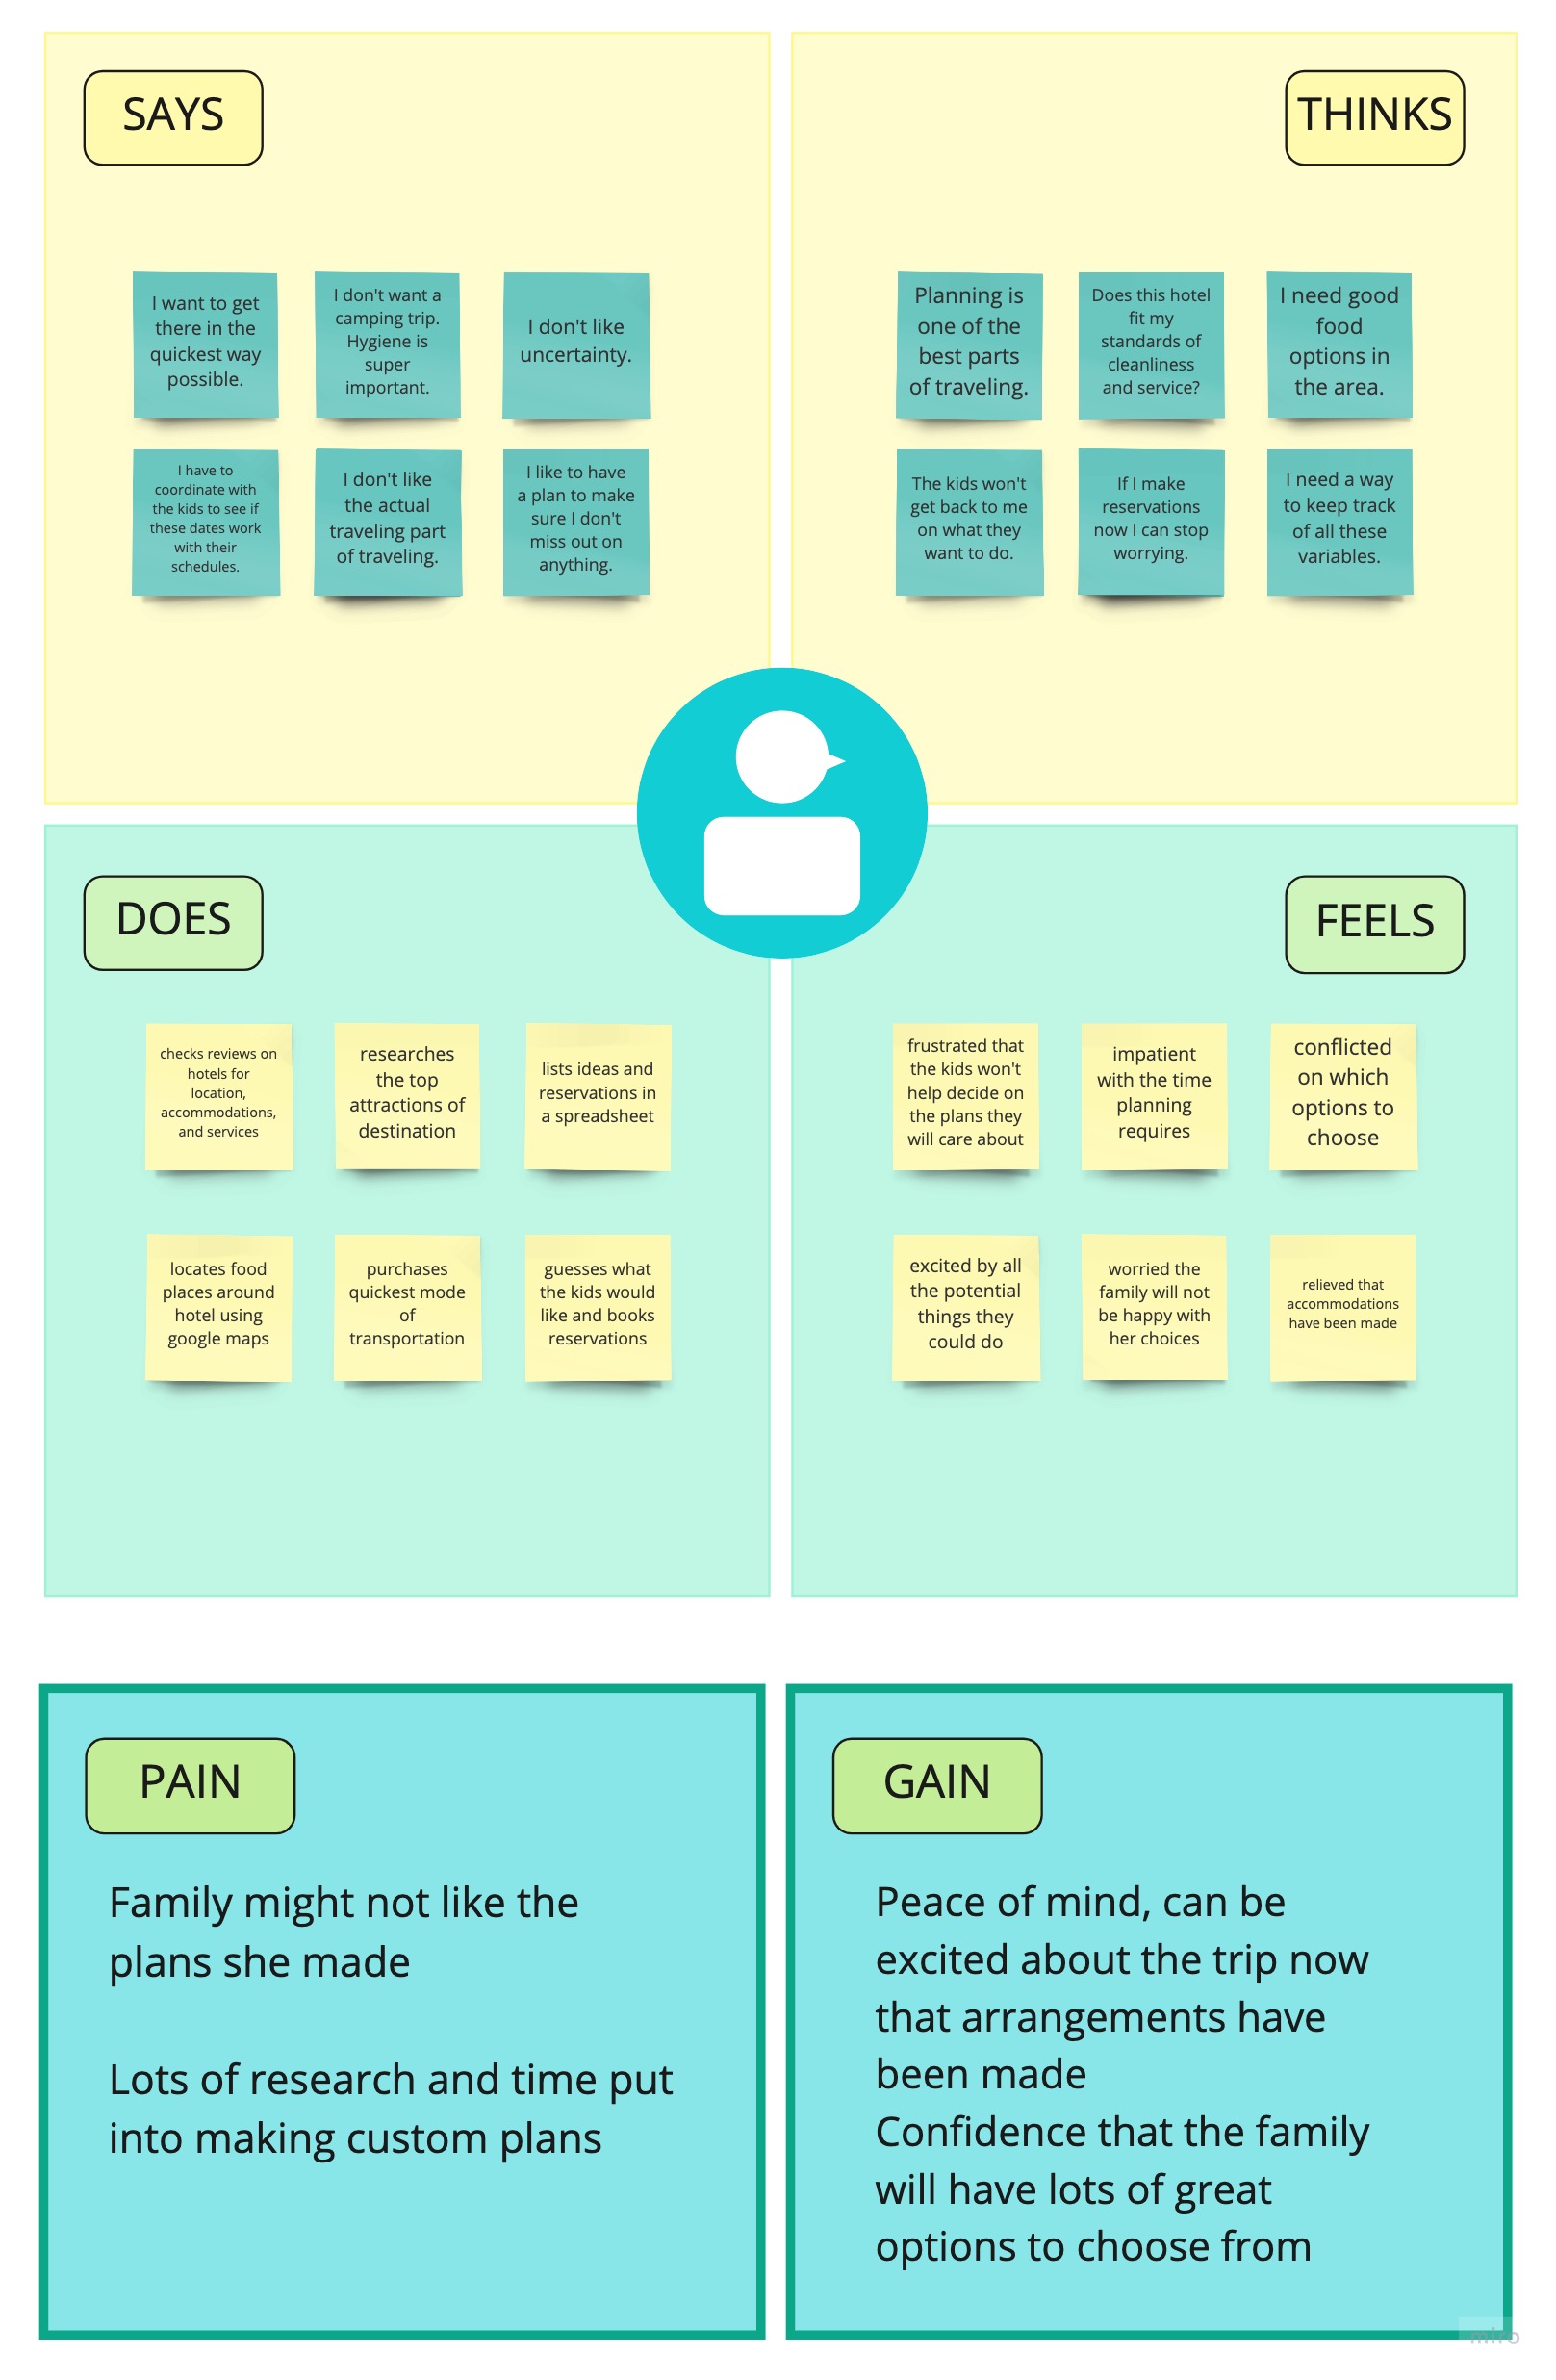 SAYS
I want to get
there in the
quickest way
possible.
I don't want a
camping trip.
Hygiene is
super
important.
I don't like
uncertainty.
I have to
coordinate with
the kids to see if
these dates work
with their
schedules.
I don't like
the actual
traveling part
of traveling.
I like to have
a plan to make
sure I don't
miss out on
anything.
THINKS
Planning is
one of the
best parts
of traveling.
Does this hotel
fit my
standards of
cleanliness
and service?
I need good
food
options in
the area.
The kids won't
get back to me
on what they
want to do.
If I make
reservations
now I can stop
worrying.
I need a way
to keep track
of all these
variables.
DOES
checks reviews on
hotels for
location,
accommodations,
and services
researches
the top
attractions of
destination
lists ideas and
reservations in
a spreadsheet
locates food
places around
hotel using
google maps
purchases
quickest mode
of
transportation
guesses what
the kids would
like and books
reservations
FEELS
frustrated that
the kids won't
help decide on
the plans they
will care about
impatient
with the time
planning
requires
conflicted
on which
options to
choose
excited by all
the potential
things they
could do
worried the
family will not
be happy with
her choices
relieved that
accommodations
have been made
PAIN
Family might not like the
plans she made
Lots of research and time put
into making custom plans
GAIN
Peace of mind, can be
excited about the trip now
that arrangements have
been made
Confidence that the family
will have lots of great
options to choose from
miro